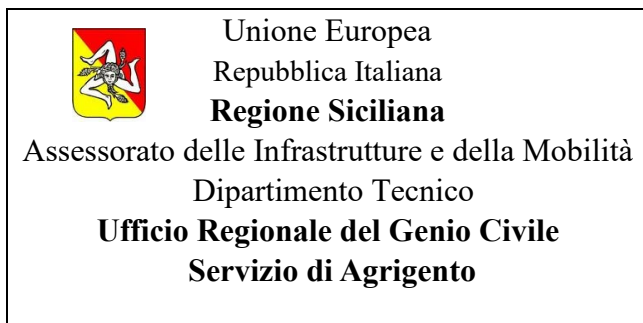 Unione Europea
Repubblica Italiana
Regione Siciliana
Assessorato delle Infrastrutture e della Mobilità
Dipartimento Tecnico
Ufficio Regionale del Genio Civile
Servizio di Agrigento